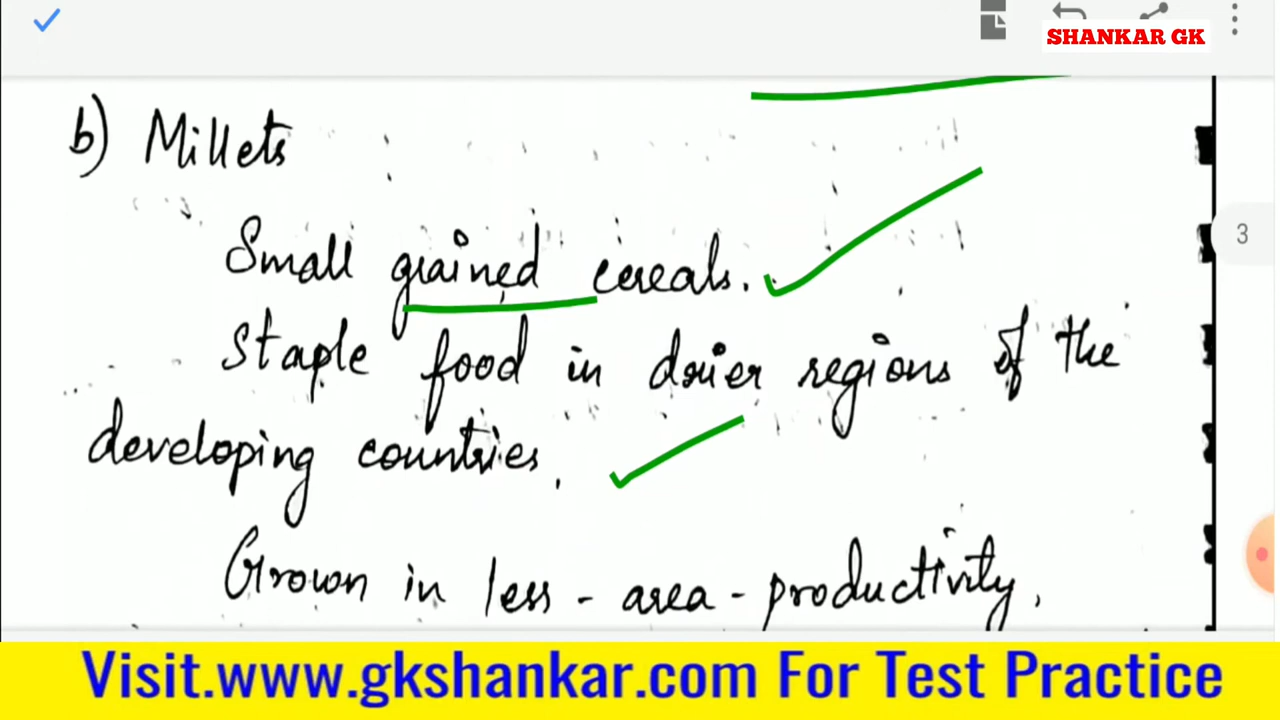 SHANKAR GK
b) Millets
Small grained cereals.
3
Staple food in drier regions of the
developing countries.
Grown in less - area - productivity.
Visit.www.gkshankar.com For Test Practice